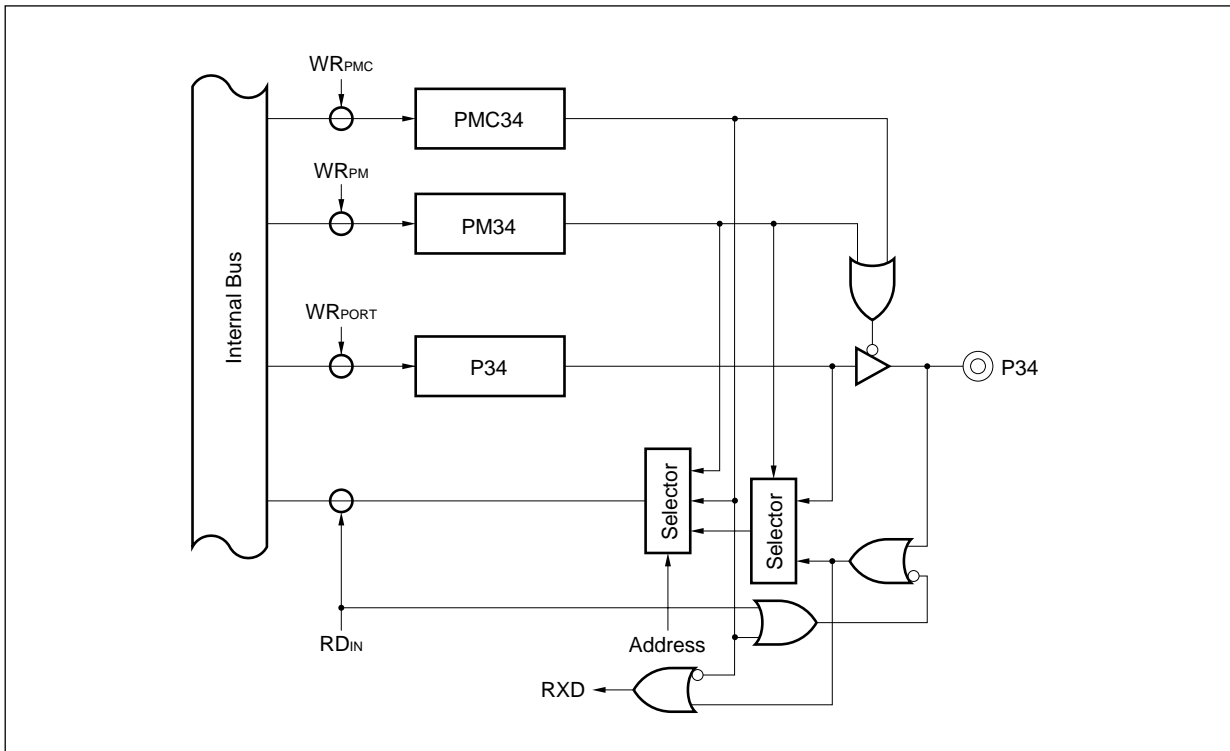 WRPMC
PMC34
WRPM
PM34
Internal Bus
WRPORT
P34
P34
Selector
Selector
RDIN
Address
RXD